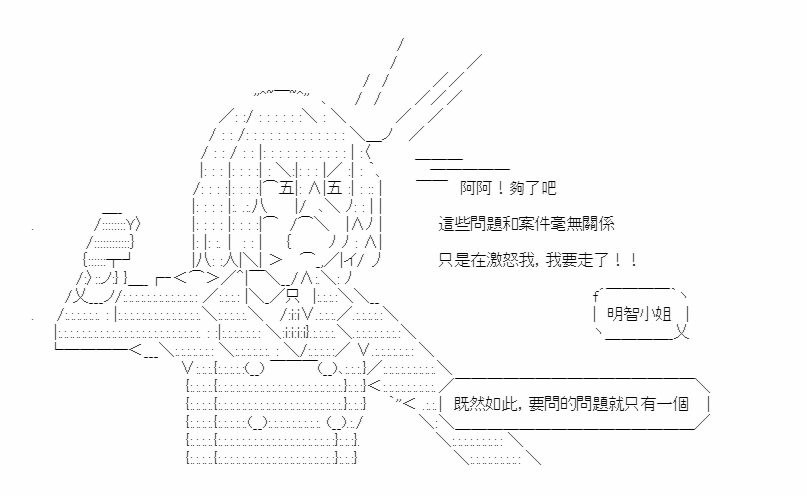 阿阿！夠了吧
這些問題和案件毫無關係
只是在激怒我，我要走了！！
明智小姐
既然如此，要問的問題就只有一個